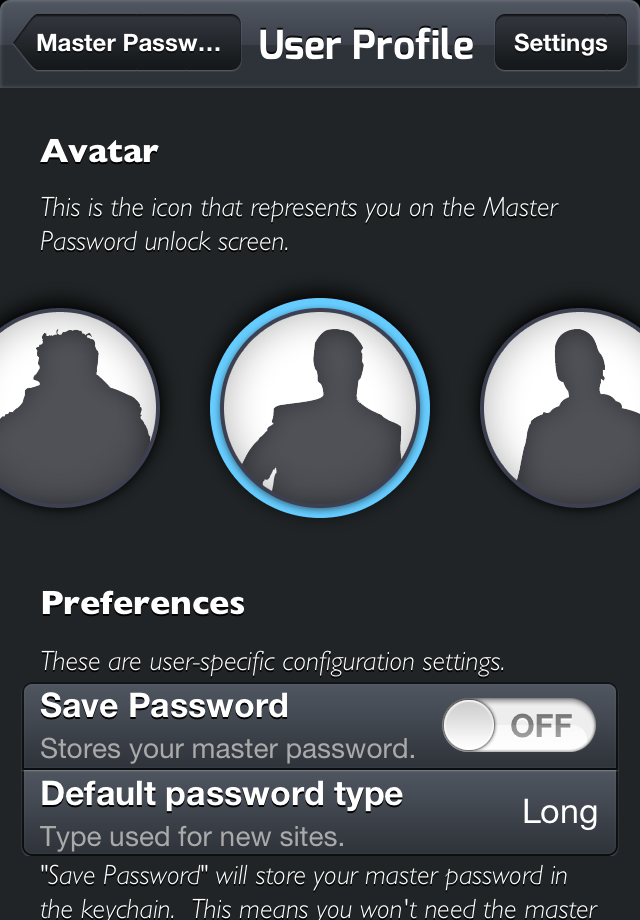 Master Passw...
User Profile
Settings
Avatar
This is the icon that represents you on the Master
Password unlock screen.
Preferences
These are user-specific configuration settings.
Save Password
Stores your master password.
OFF
Default password type
Type used for new sites.
Long
"Save Password" will store your master password in
the keychain.  This means you won't need the master